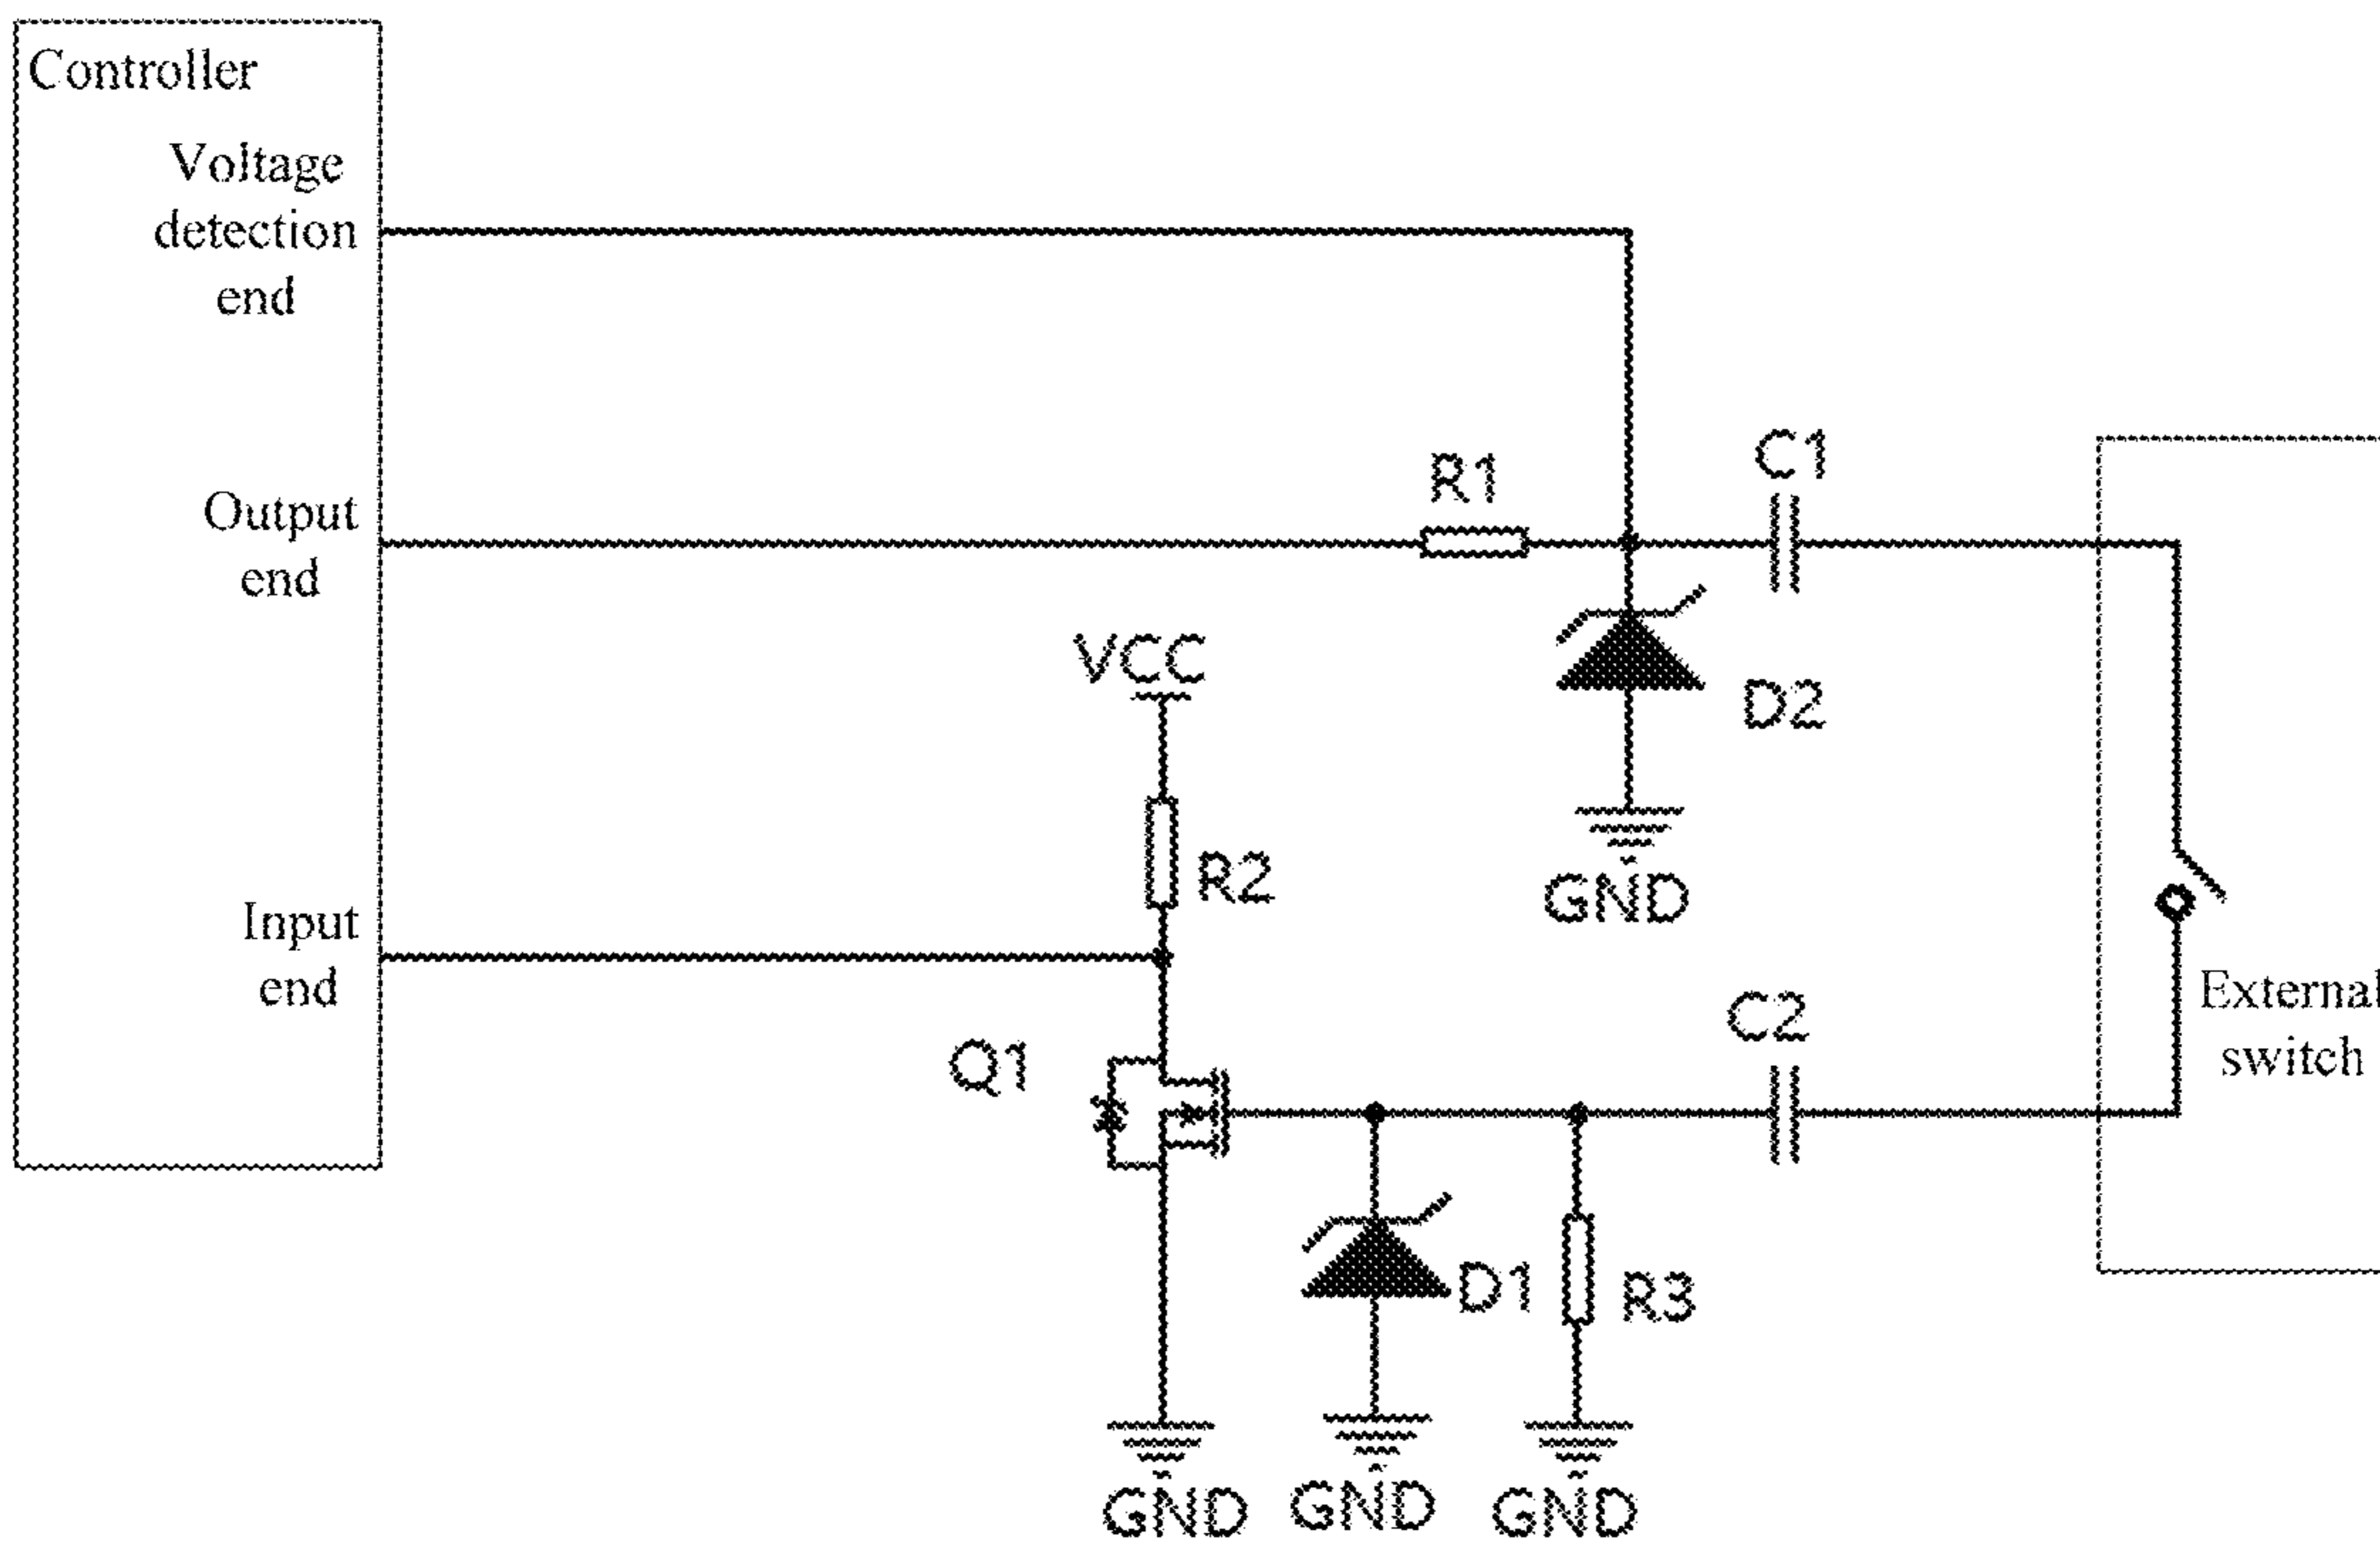 Controller
Voltage
detection
end
Output
end
Input
end
R1
C1
VCC
D2
R2
GND
Q1
C2
External
switch
D1
R3
GND
GND
GND